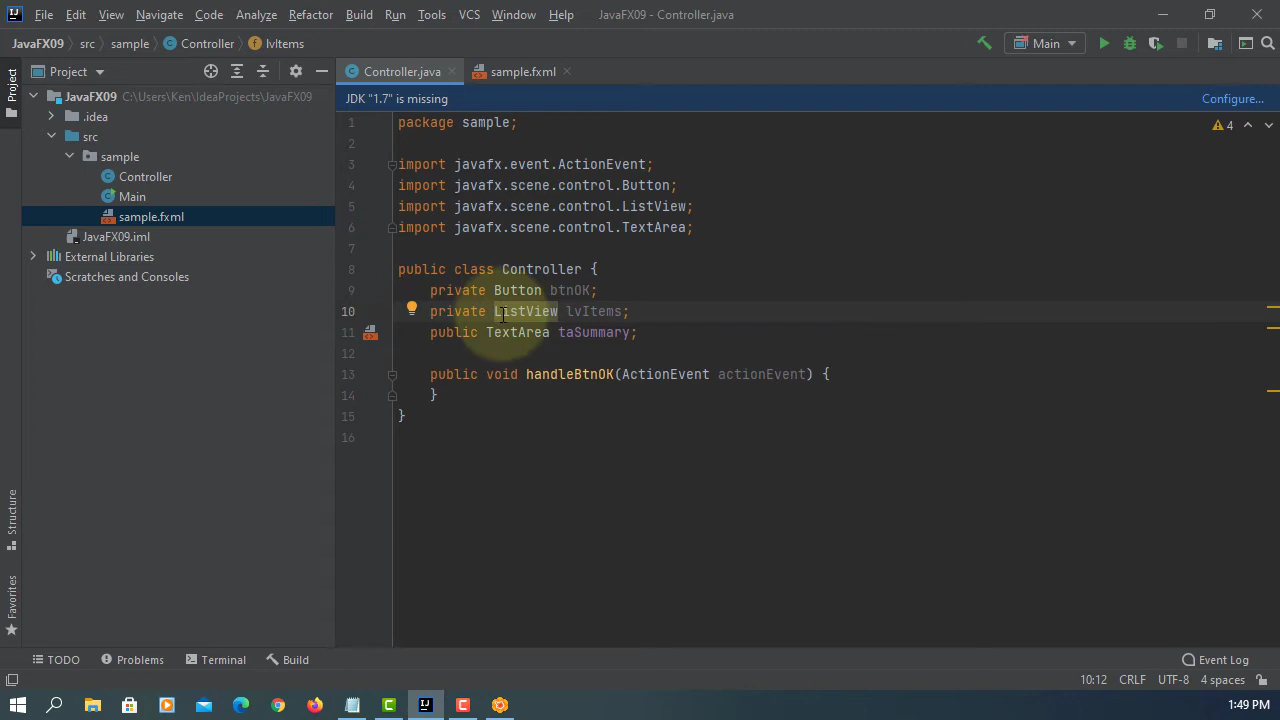 File Edit View Navigate Code Analyze Refactor Build Run Tools VCS Window Help JavaFX09 - Controller.java
JavaFX09 src sample Controller lvItems Main
Project Controller.java sample.fxml
Project
JavaFX09 C:\Users\Ken\IdeaProjects\JavaFX09
.idea
src
sample
Controller
Main
sample.fxml
JavaFX09.iml
External Libraries
Scratches and Consoles
JDK "1.7" is missing Configure...
4
1 package sample;
2
3 import javafx.event.ActionEvent;
4 import javafx.scene.control.Button;
5 import javafx.scene.control.ListView;
6 import javafx.scene.control.TextArea;
7
8 public class Controller {
9 private Button btnOK;
10 private ListView lvItems;
11 public TextArea taSummary;
12
13 public void handleBtnOK(ActionEvent actionEvent) {
14 }
15 }
16
Structure
Favorites
TODO Problems Terminal Build Event Log
10:12 CRLF UTF-8 4 spaces
1:49 PM